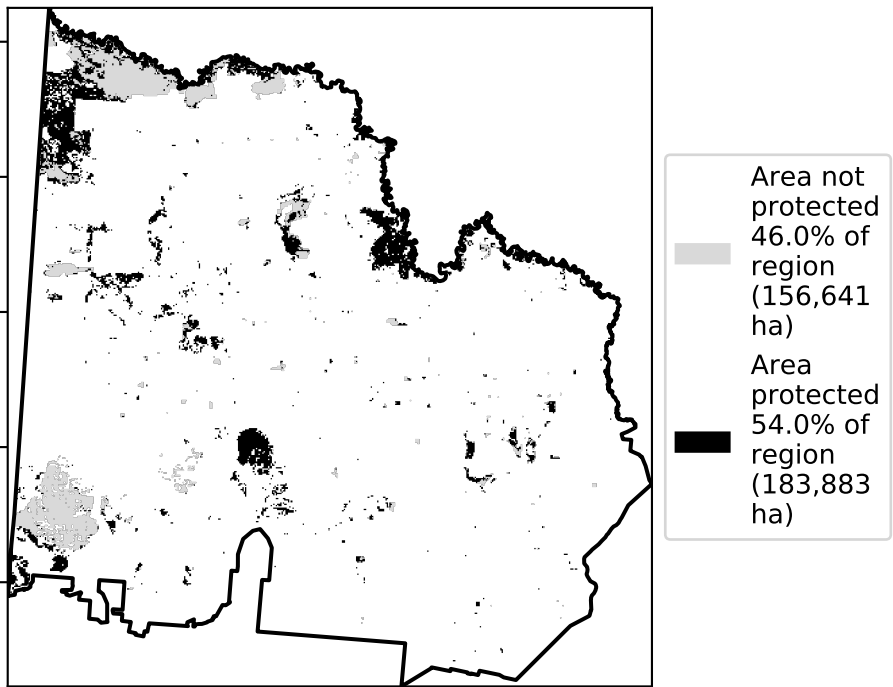 Area not
protected
46.0% of
region
(156,641
ha)
Area
protected
54.0% of
region
(183,883
ha)